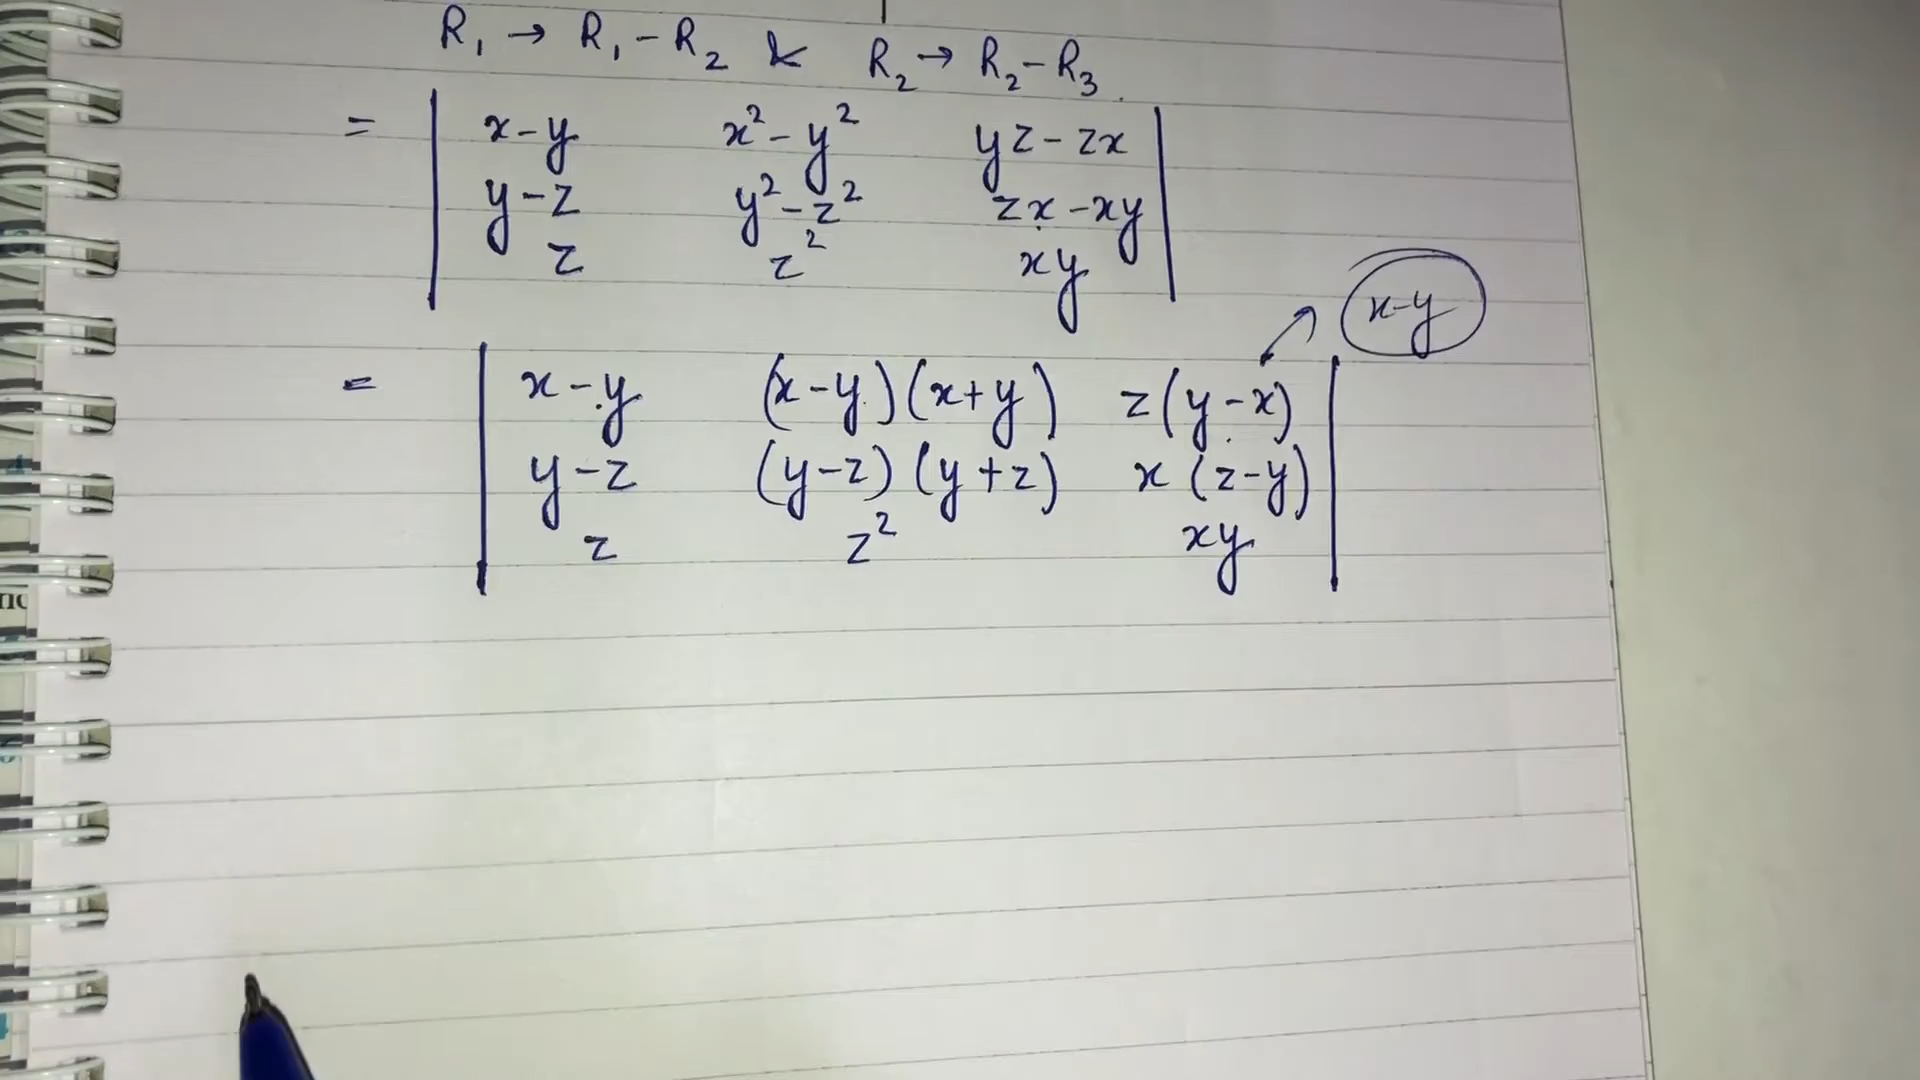 R₁ → R₁ - R₂ & R₂ → R₂ - R₃.
= | x-y x²-y² yz-zx |
| y-z y²-z² zx-xy |
| z z² xy |
x-y
= | x-y (x-y)(x+y) z(y-x) |
| y-z (y-z)(y+z) x(z-y) |
| z z² xy |